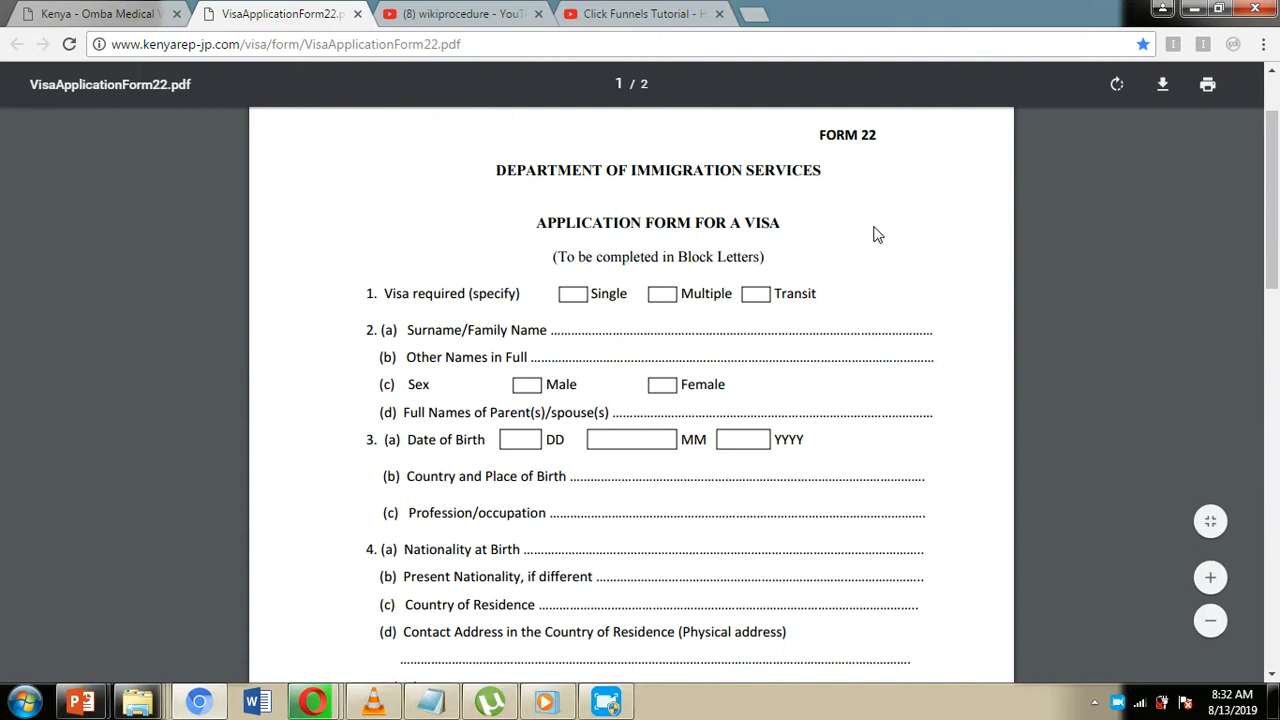 Kenya - Omba Medical V
VisaApplicationForm22.p
(8) wikiprocedure - YouT
Click Funnels Tutorial - H
www.kenyarep-jp.com/visa/form/VisaApplicationForm22.pdf
VisaApplicationForm22.pdf
1 / 2
FORM 22
DEPARTMENT OF IMMIGRATION SERVICES
APPLICATION FORM FOR A VISA
(To be completed in Block Letters)
1. Visa required (specify) Single Multiple Transit
2. (a) Surname/Family Name ..........................................................................................
(b) Other Names in Full ..........................................................................................
(c) Sex Male Female
(d) Full Names of Parent(s)/spouse(s) ..........................................................................................
3. (a) Date of Birth DD MM YYYY
(b) Country and Place of Birth ..........................................................................................
(c) Profession/occupation ..........................................................................................
4. (a) Nationality at Birth ..........................................................................................
(b) Present Nationality, if different ..........................................................................................
(c) Country of Residence ..........................................................................................
(d) Contact Address in the Country of Residence (Physical address)
..........................................................................................
8:32 AM
8/13/2019